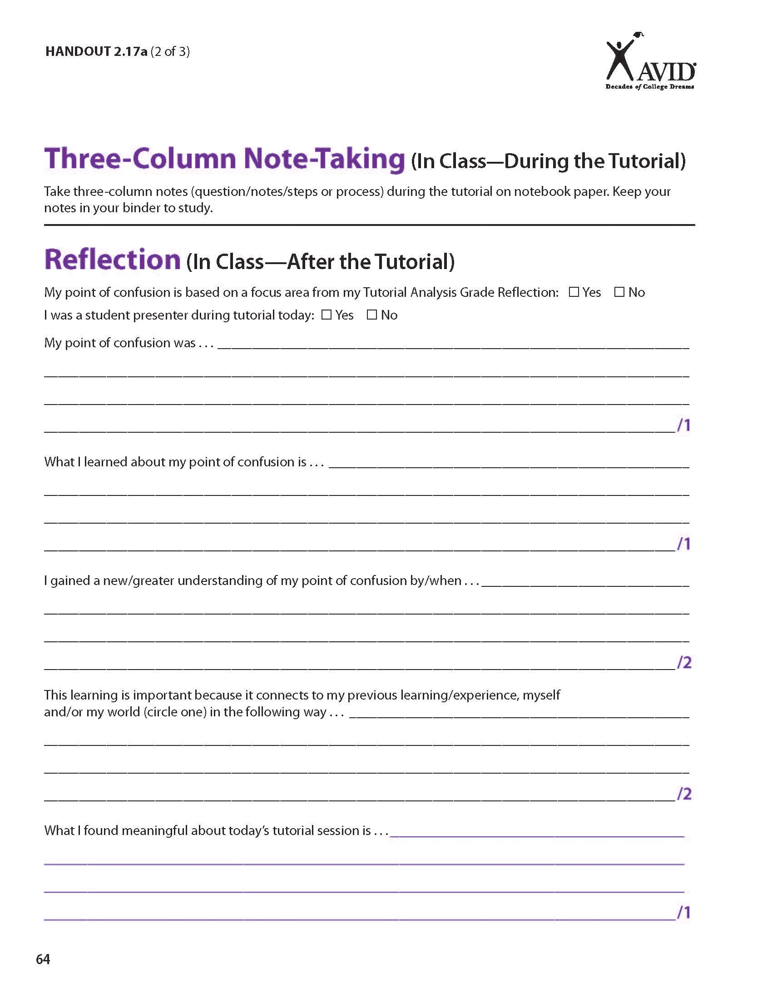 HANDOUT 2.17a (2 of 3)
AVID
Decades of College Dreams
Three-Column Note-Taking (In Class—During the Tutorial)
Take three-column notes (question/notes/steps or process) during the tutorial on notebook paper. Keep your
notes in your binder to study.
Reflection (In Class—After the Tutorial)
My point of confusion is based on a focus area from my Tutorial Analysis Grade Reflection: ☐ Yes ☐ No
I was a student presenter during tutorial today: ☐ Yes ☐ No
My point of confusion was . . .
/1
What I learned about my point of confusion is . . .
/1
I gained a new/greater understanding of my point of confusion by/when . . .
/2
This learning is important because it connects to my previous learning/experience, myself
and/or my world (circle one) in the following way . . .
/2
What I found meaningful about today’s tutorial session is . . .
/1
64